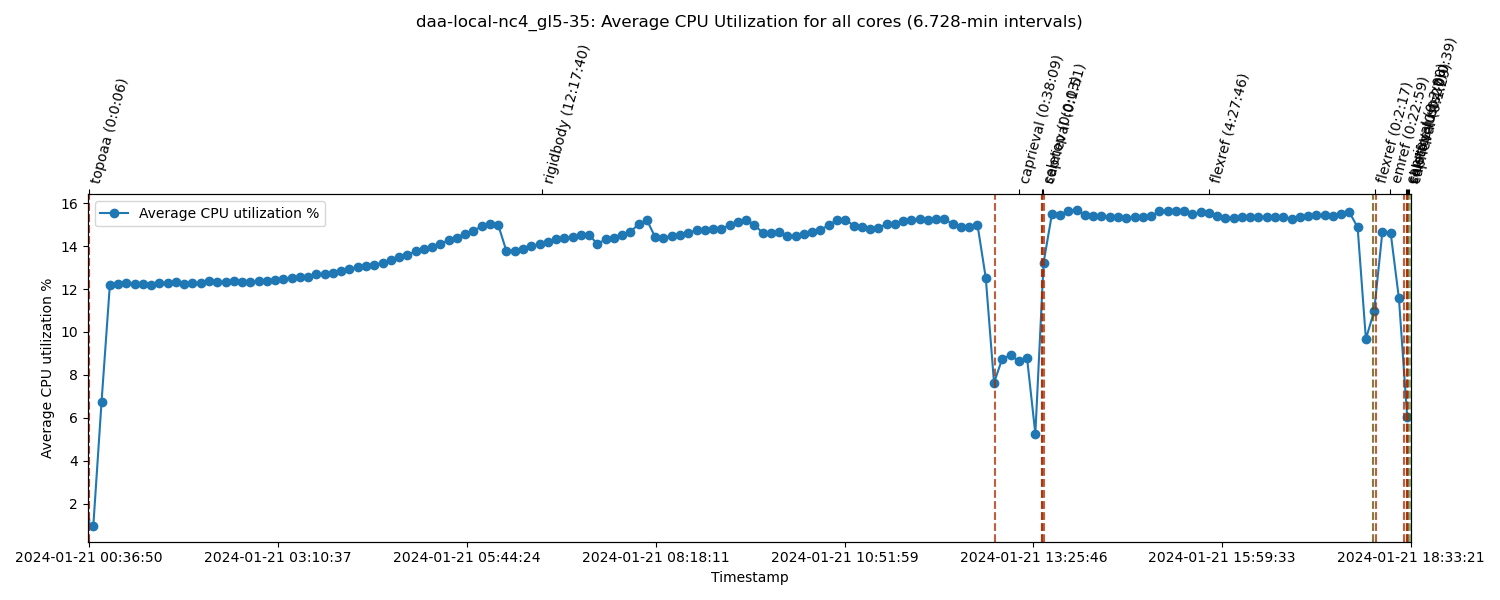 daa-local-nc4_gl5-35: Average CPU Utilization for all cores (6.728-min intervals)
topoaa (0:0:06)
rigidbody (12:17:40)
caprieval (0:38:09)
flexref (4:27:46)
flexref (0:2:17)
emref (0:22:59)
Average CPU utilization %
16
14
12
10
8
6
4
2
Average CPU utilization %
2024-01-21 00:36:50
2024-01-21 03:10:37
2024-01-21 05:44:24
2024-01-21 08:18:11
2024-01-21 10:51:59
2024-01-21 13:25:46
2024-01-21 15:59:33
2024-01-21 18:33:21
Timestamp